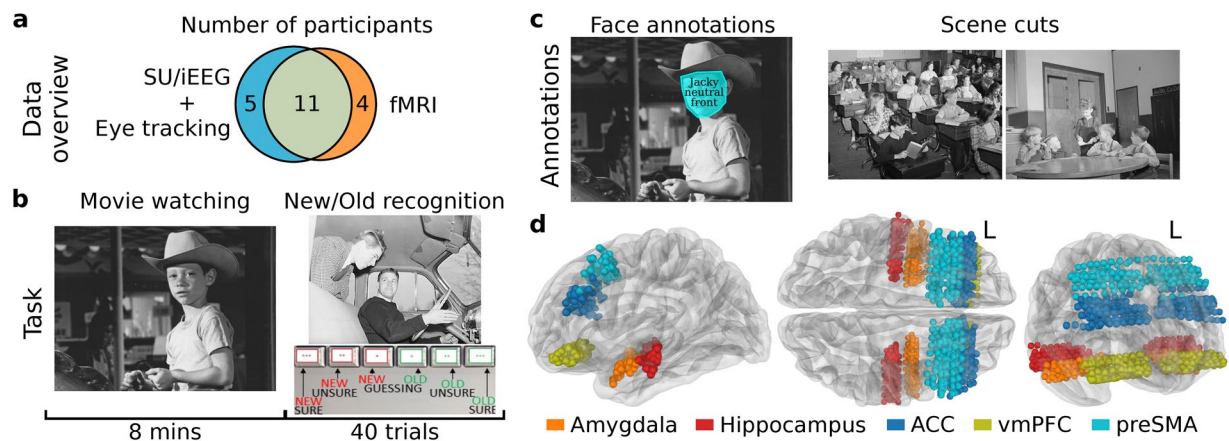 a
Number of participants
Data
overview
SU/iEEG
+
Eye tracking
5
11
4
fMRI
b
Task
Movie watching
New/Old recognition
NEW
SURE
NEW
UNSURE
NEW
GUESSING
OLD
OLD
UNSURE
OLD
SURE
8 mins
40 trials
c
Annotations
Face annotations
Jacky
neutral
front
Scene cuts
d
L
L
Amygdala
Hippocampus
ACC
vmPFC
preSMA